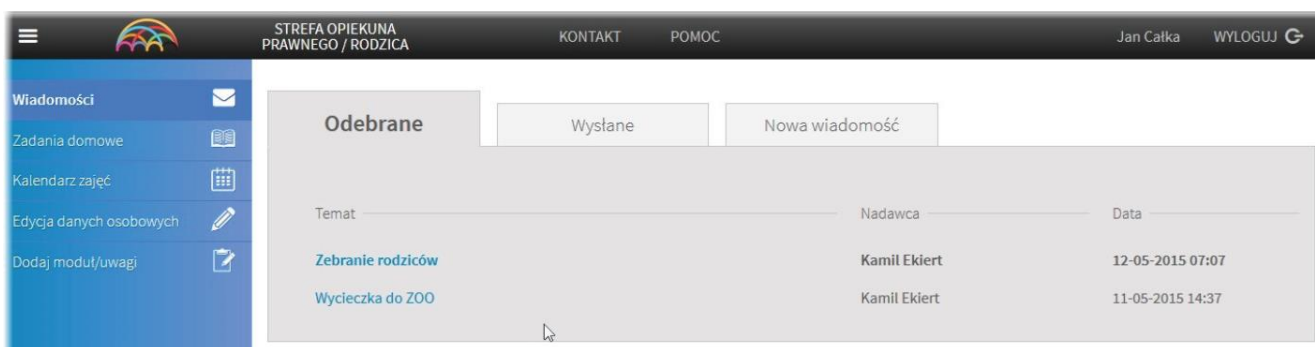 STREFA OPIEKUNA
PRAWNEGO / RODZICA
KONTAKT
POMOC
Jan Całka
WYLOGUJ
Wiadomości
Zadania domowe
Kalendarz zajęć
Edycja danych osobowych
Dodaj moduł/uwagi
Odebrane
Wysłane
Nowa wiadomość
Temat
Nadawca
Data
Zebranie rodziców
Kamil Ekiert
12-05-2015 07:07
Wycieczka do ZOO
Kamil Ekiert
11-05-2015 14:37